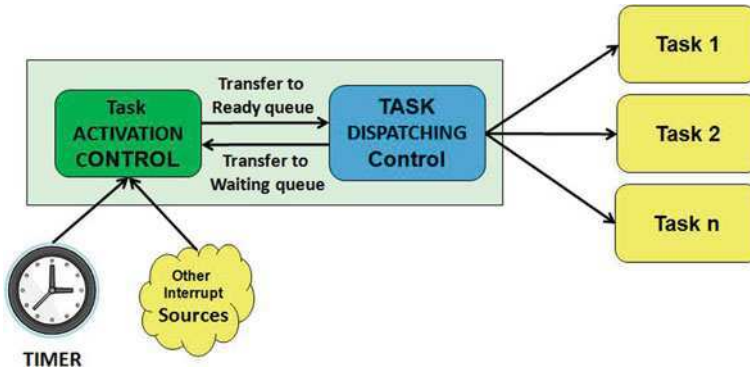 Task 1
Transfer to
Ready queue
Task
ACTIVATION
cONTROL
TASK
DISPATCHING
Control
Task 2
Transfer to
Waiting queue
Task n
Other
Interrupt
Sources
TIMER